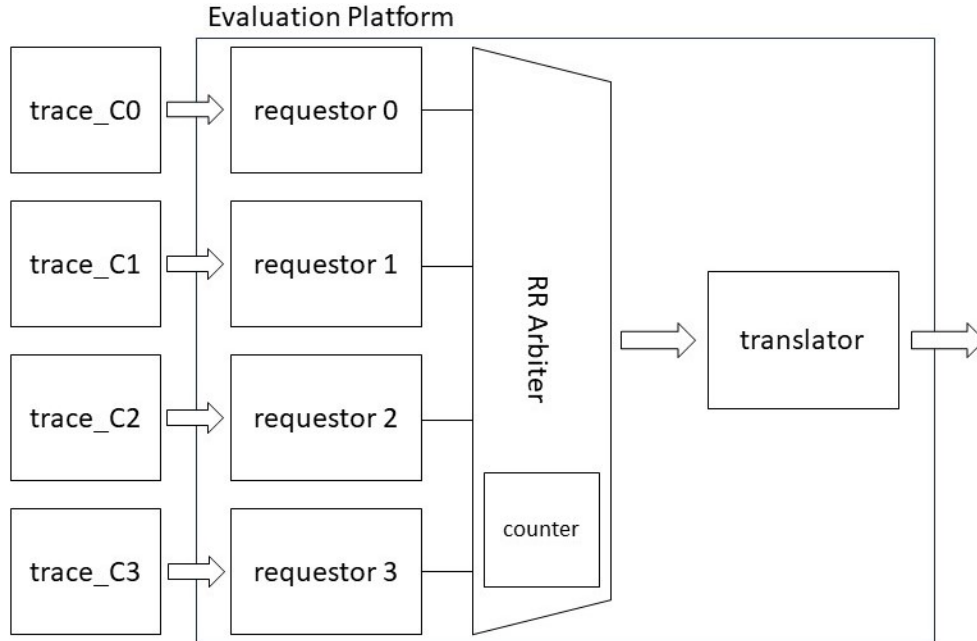 Evaluation Platform
trace_C0
requestor 0
trace_C1
requestor 1
RR Arbiter
translator
trace_C2
requestor 2
counter
trace_C3
requestor 3